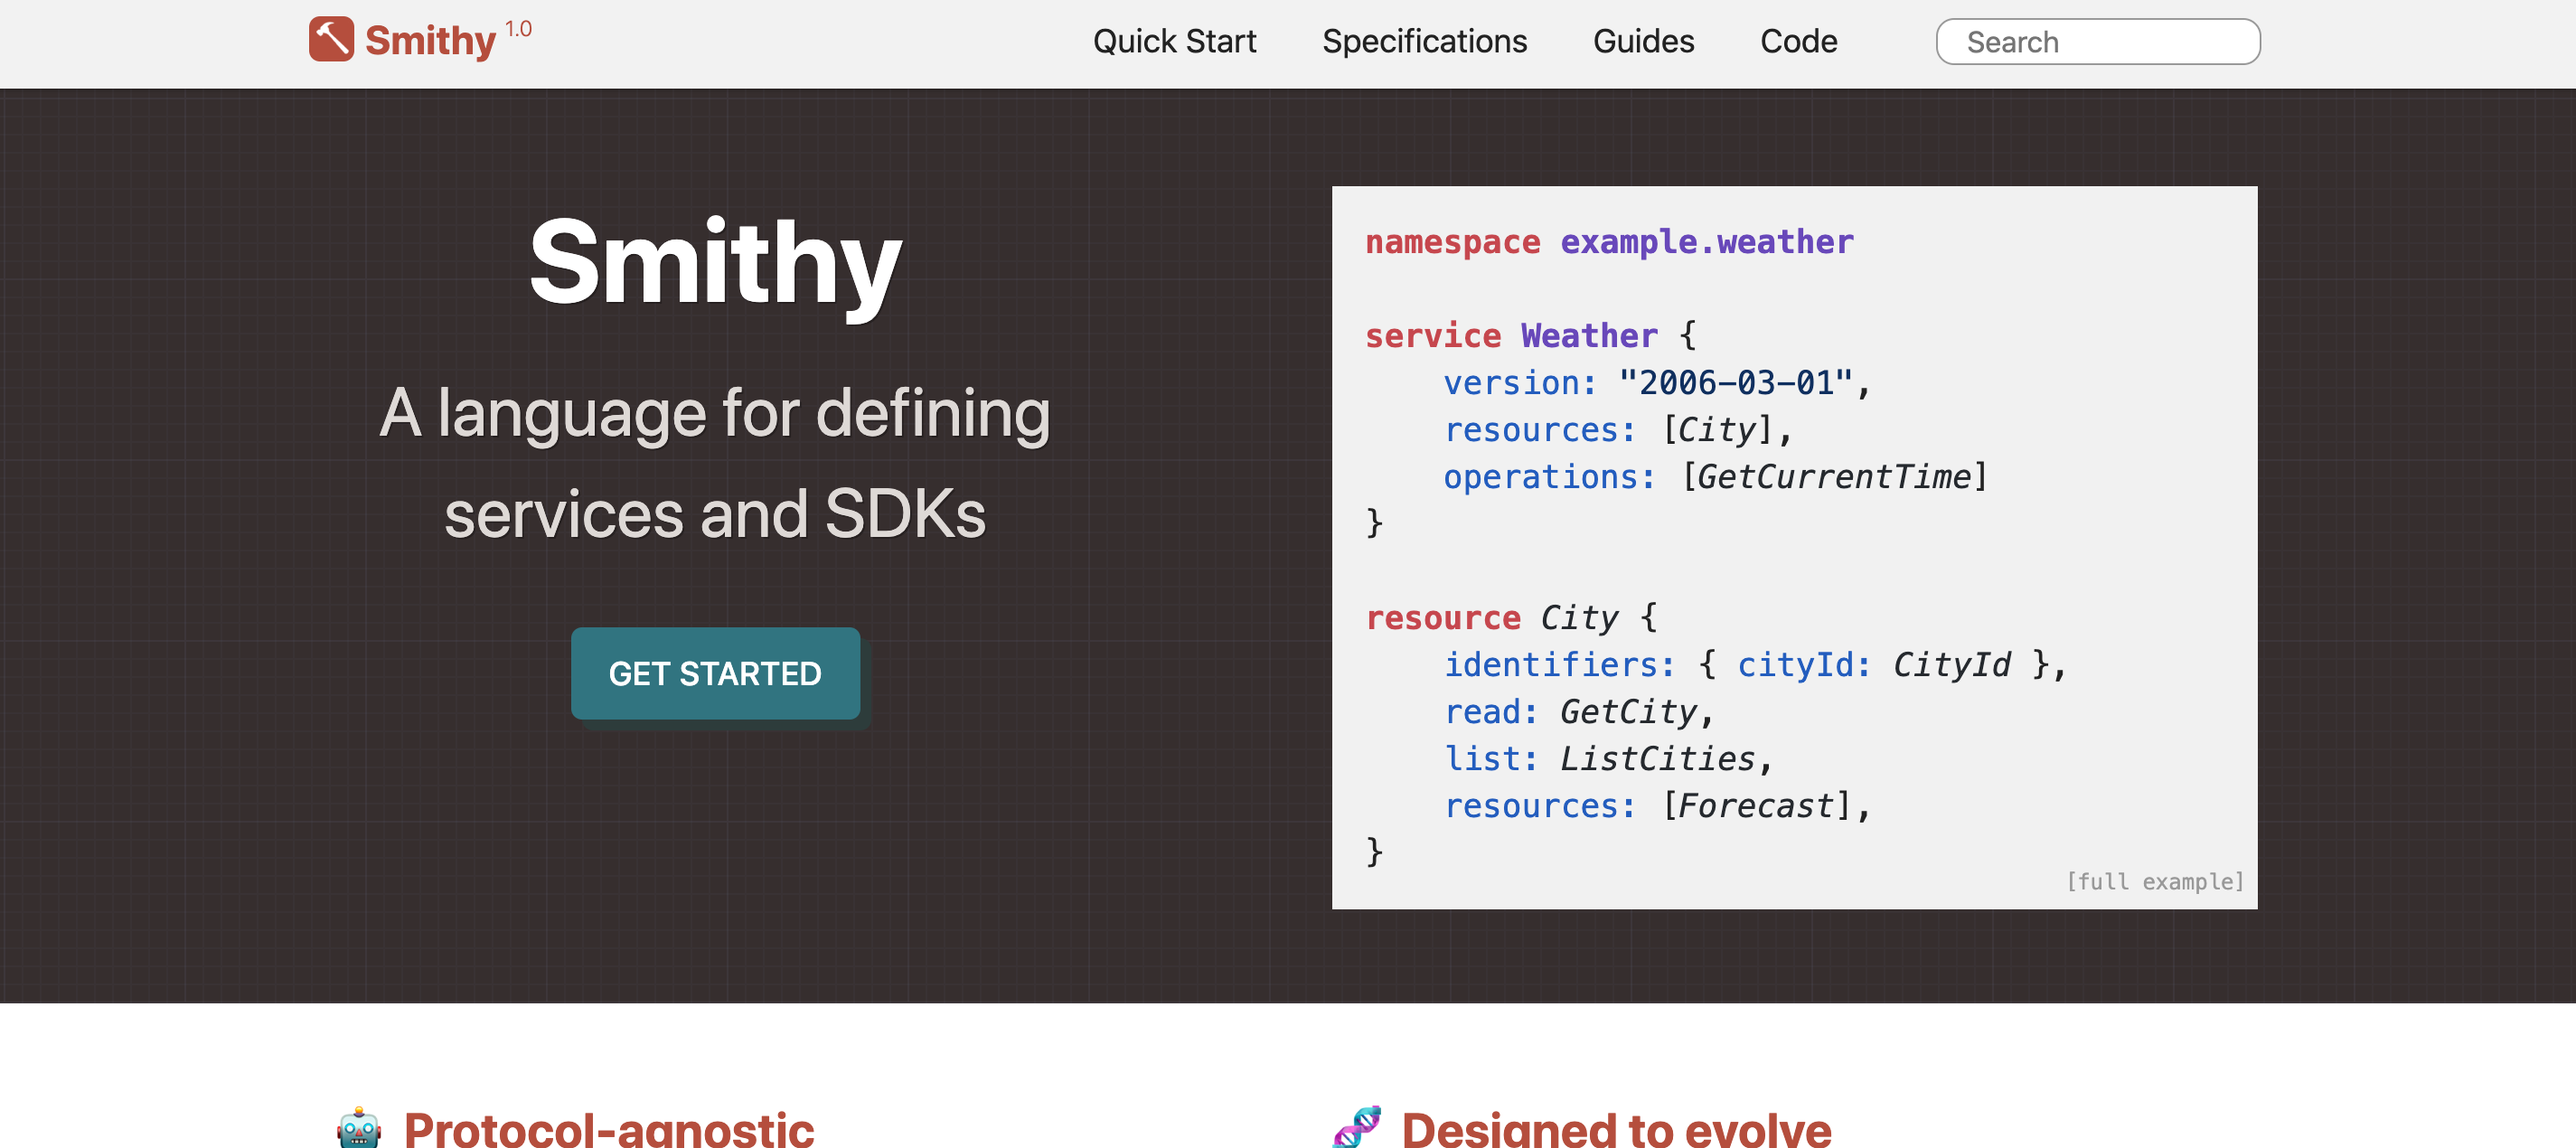 Smithy 1.0
Quick Start Specifications Guides Code Search
Smithy
A language for defining
services and SDKs
GET STARTED
namespace example.weather
service Weather {
    version: "2006-03-01",
    resources: [City],
    operations: [GetCurrentTime]
}
resource City {
    identifiers: { cityId: CityId },
    read: GetCity,
    list: ListCities,
    resources: [Forecast],
}
[full example]
Protocol-agnostic
Designed to evolve